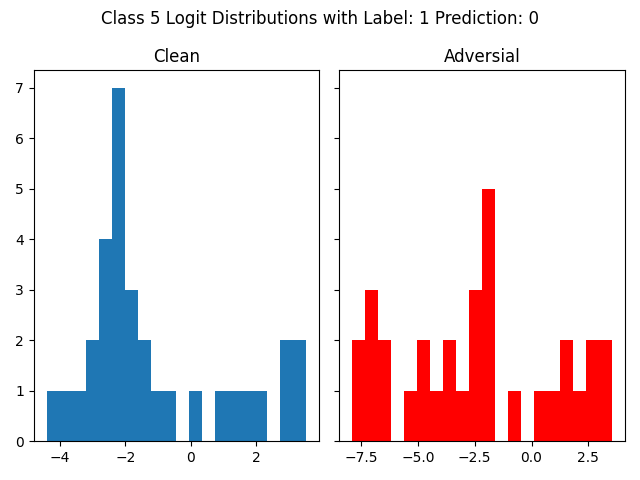 Class 5 Logit Distributions with Label: 1 Prediction: 0
Clean
Adversial
7
6
5
4
3
2
1
0
−4 −2 0 2
−7.5 −5.0 −2.5 0.0 2.5